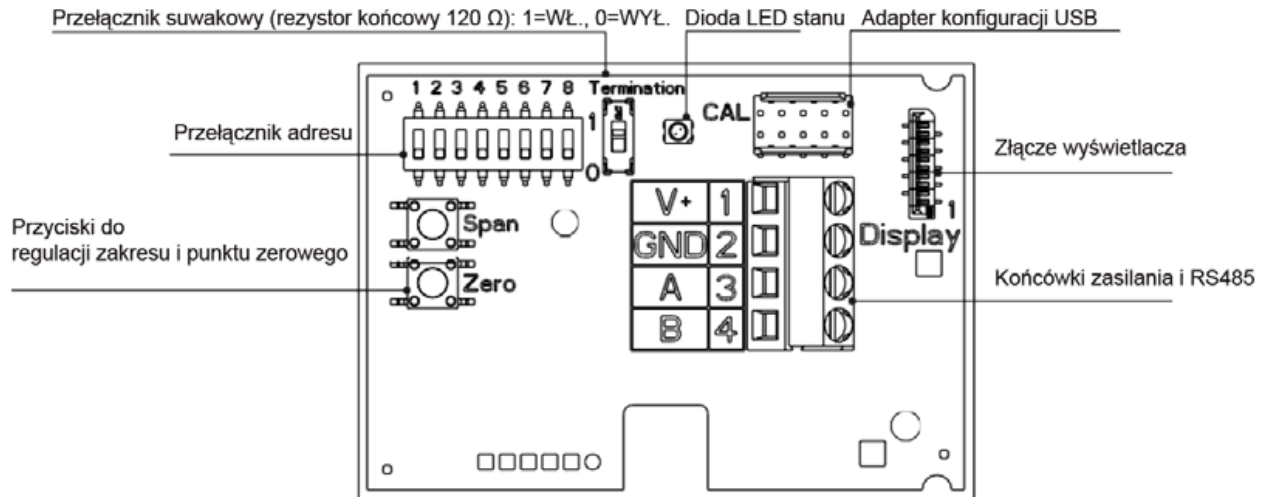 Przełącznik suwakowy (rezystor końcowy 120 Ω): 1=WŁ., 0=WYŁ.
Dioda LED stanu
Adapter konfiguracji USB
1 2 3 4 5 6 7 8
Termination
1
0
CAL
Przełącznik adresu
Złącze wyświetlacza
1
Display
Przyciski do
regulacji zakresu i punktu zerowego
Span
Zero
V+ 1
GND 2
A 3
B 4
Końcówki zasilania i RS485